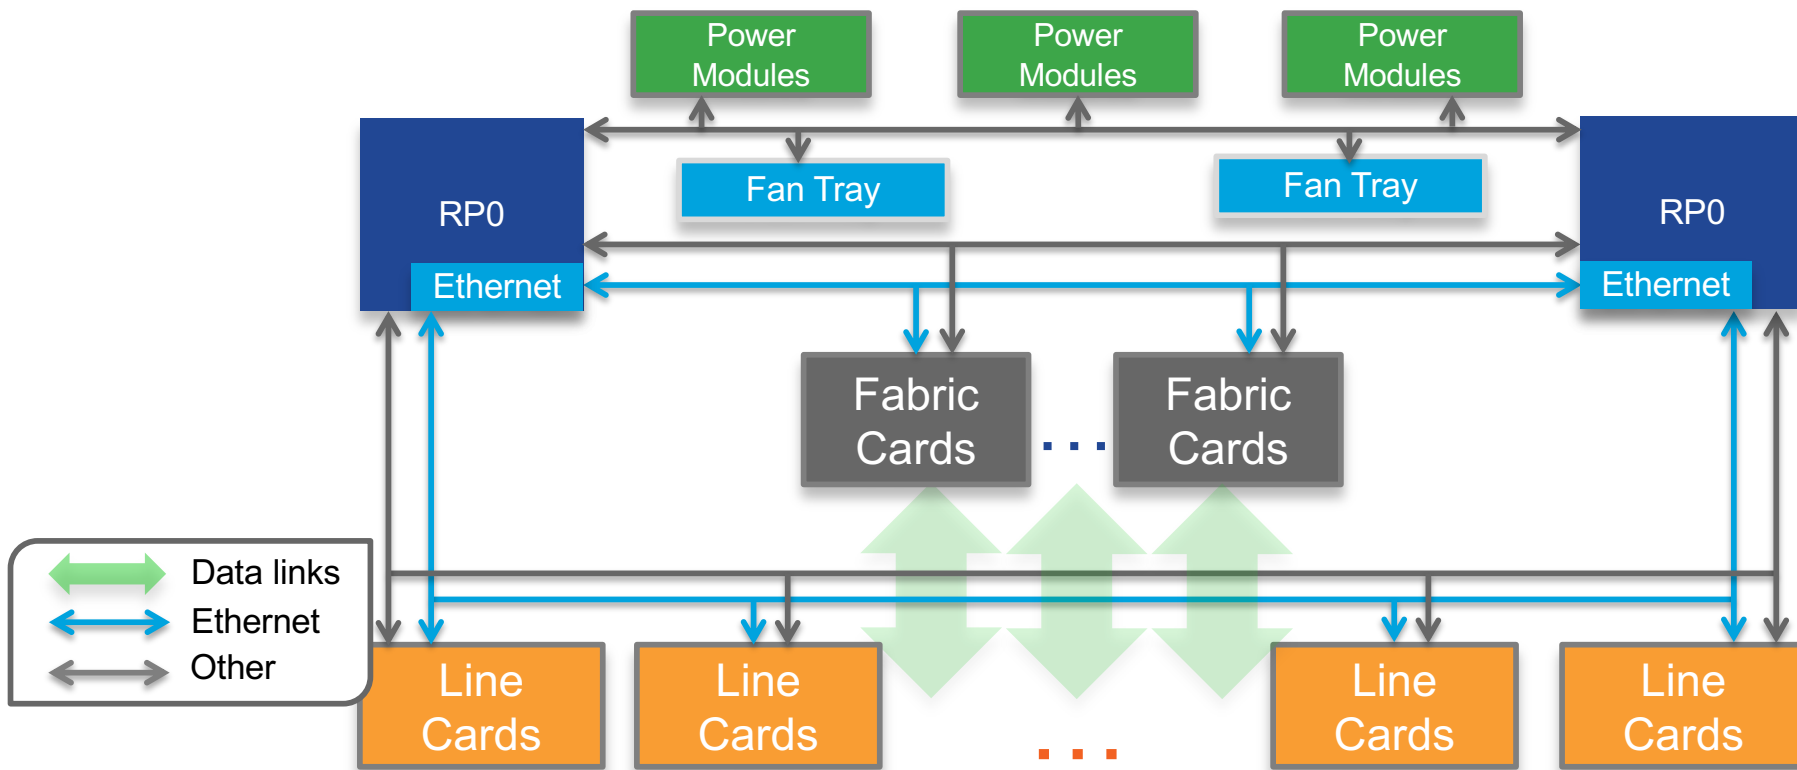 Power
Modules
Power
Modules
Power
Modules
RP0
Fan Tray
Fan Tray
RP0
Ethernet
Ethernet
Fabric
Cards
...
Fabric
Cards
Data links
Ethernet
Other
Line
Cards
Line
Cards
...
Line
Cards
Line
Cards